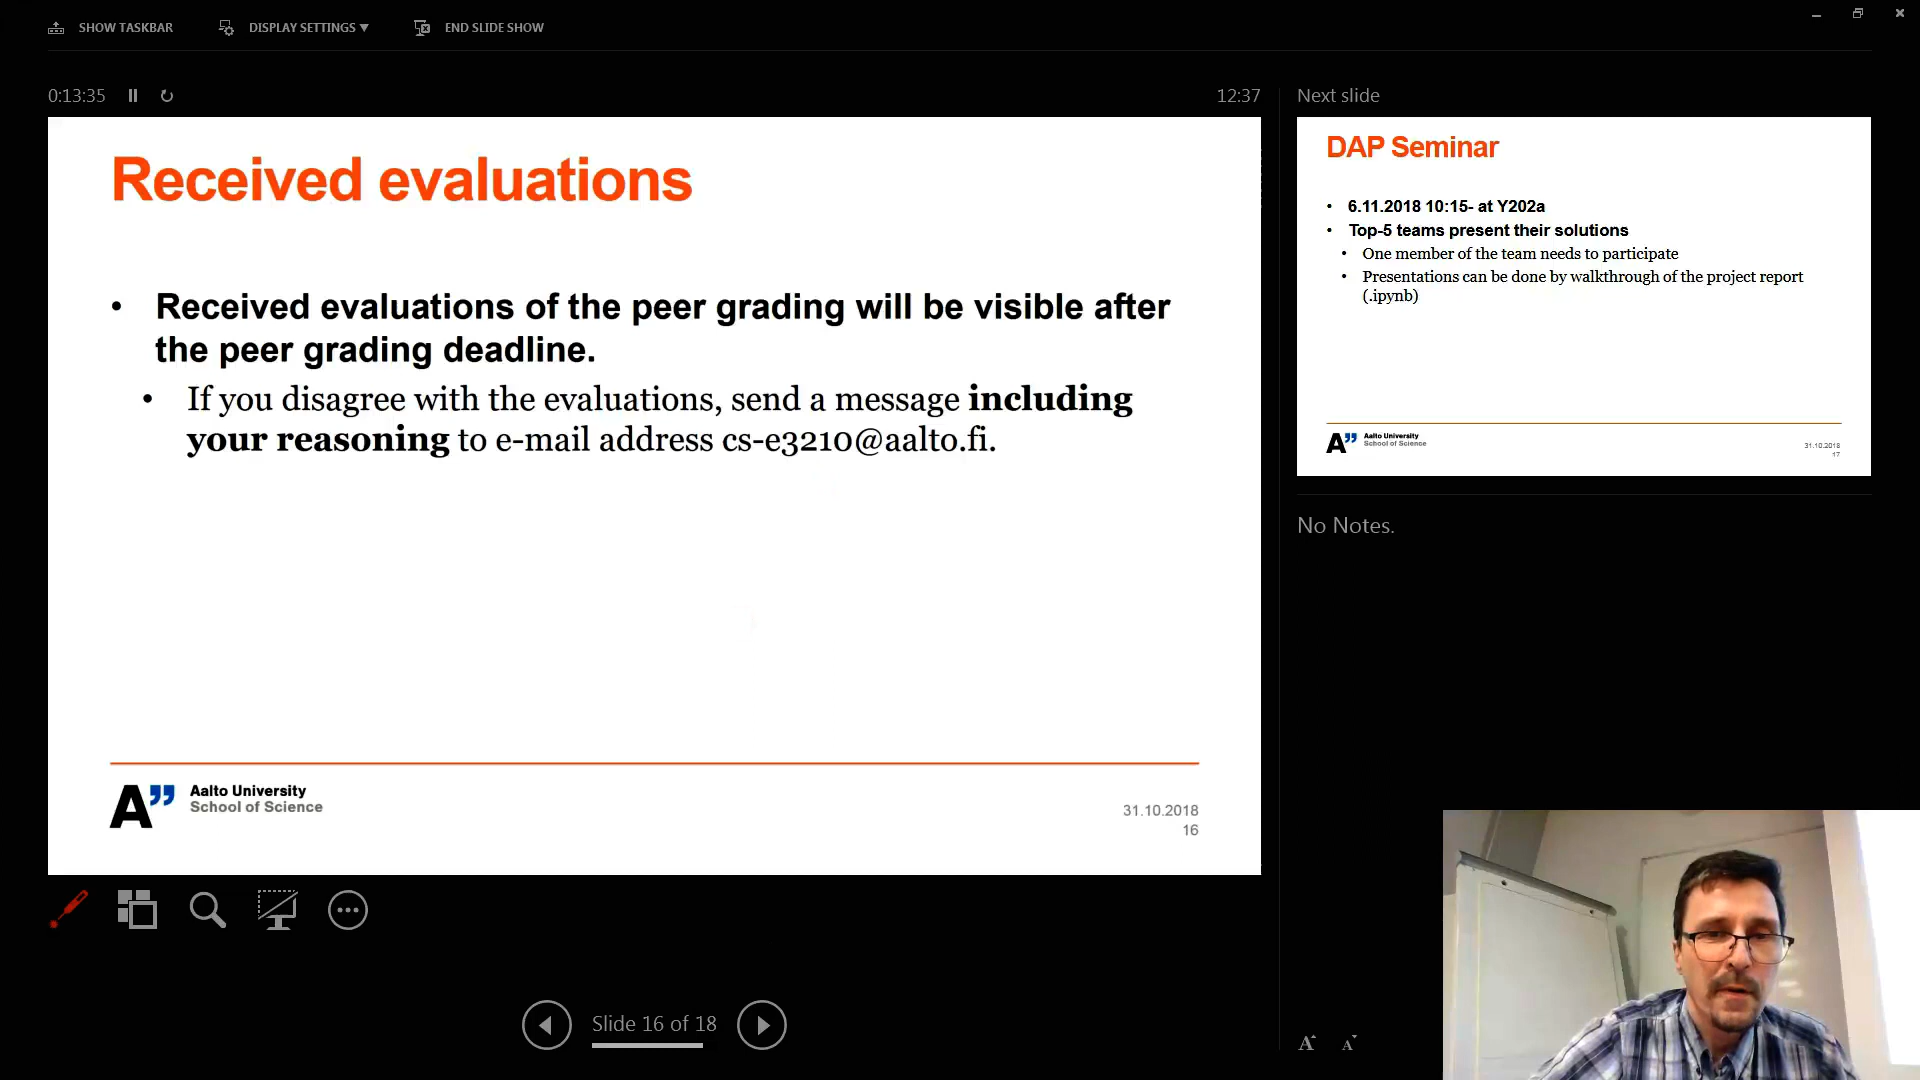 SHOW TASKBAR
DISPLAY SETTINGS
END SLIDE SHOW
0:13:35
12:37
Next slide
Received evaluations
• Received evaluations of the peer grading will be visible after
the peer grading deadline.
• If you disagree with the evaluations, send a message including
your reasoning to e-mail address cs-e3210@aalto.fi.
A”
Aalto University
School of Science
31.10.2018
16
DAP Seminar
• 6.11.2018 10:15- at Y202a
• Top-5 teams present their solutions
• One member of the team needs to participate
• Presentations can be done by walkthrough of the project report
(.ipynb)
A”
Aalto University
School of Science
31.10.2018
17
No Notes.
Slide 16 of 18
A A